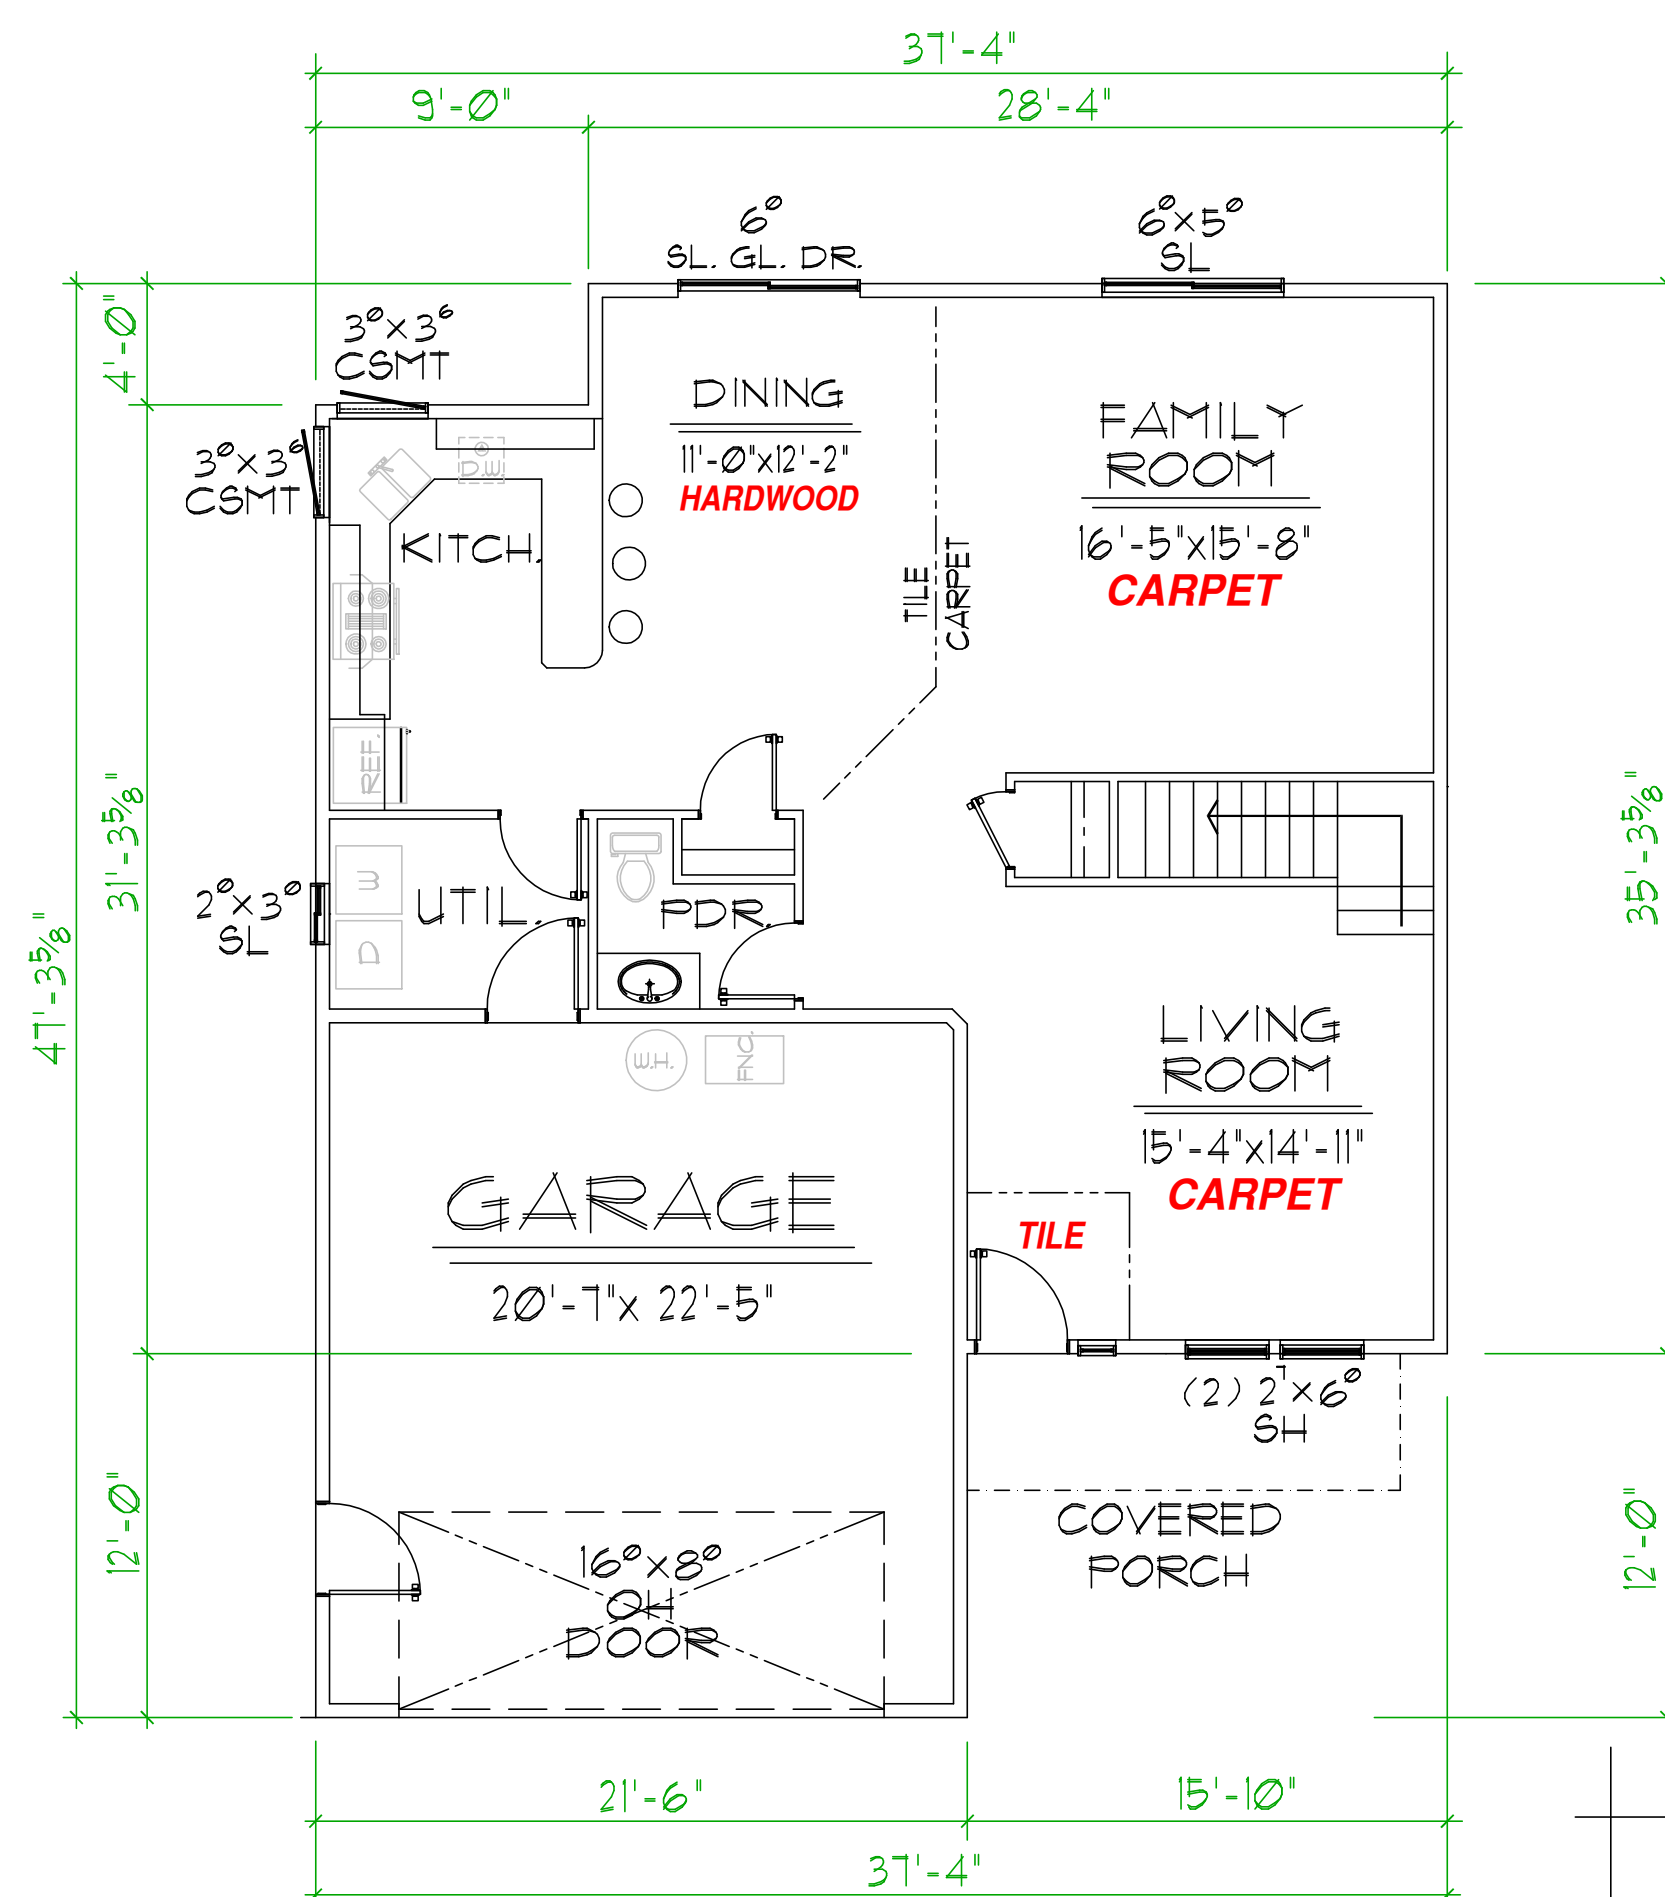 37'-4"
9'-0"
28'-4"
6⁰
SL. GL. DR.
6⁰x5⁰
SL
4'-0"
3⁰x3⁶
CSMT
3⁰x3⁶
CSMT
D.W.
DINING
11'-0"x12'-2"
HARDWOOD
FAMILY
ROOM
16'-5"x15'-8"
CARPET
KITCH.
TILE
CARPET
REF.
31'-3⅝"
35'-3⅝"
47'-3⅝"
2⁰x3⁰
SL
W
D
UTIL.
PDR.
W.H.
FNC.
LIVING
ROOM
15'-4"x14'-11"
CARPET
TILE
GARAGE
20'-7"x 22'-5"
(2) 2⁷x6⁰
SH
12'-0"
12'-0"
COVERED
PORCH
16⁰x8⁰
OH
DOOR
21'-6"
15'-10"
37'-4"